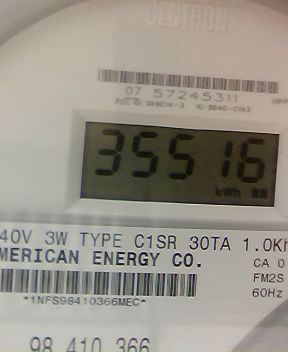 CENTRON
07 57245311
35516
kWh
40V 3W TYPE C1SR 30TA 1.0Kh
MERICAN ENERGY CO.
CA 0
FM2S
60Hz
*1NFS98410366MEC*
98 410 366